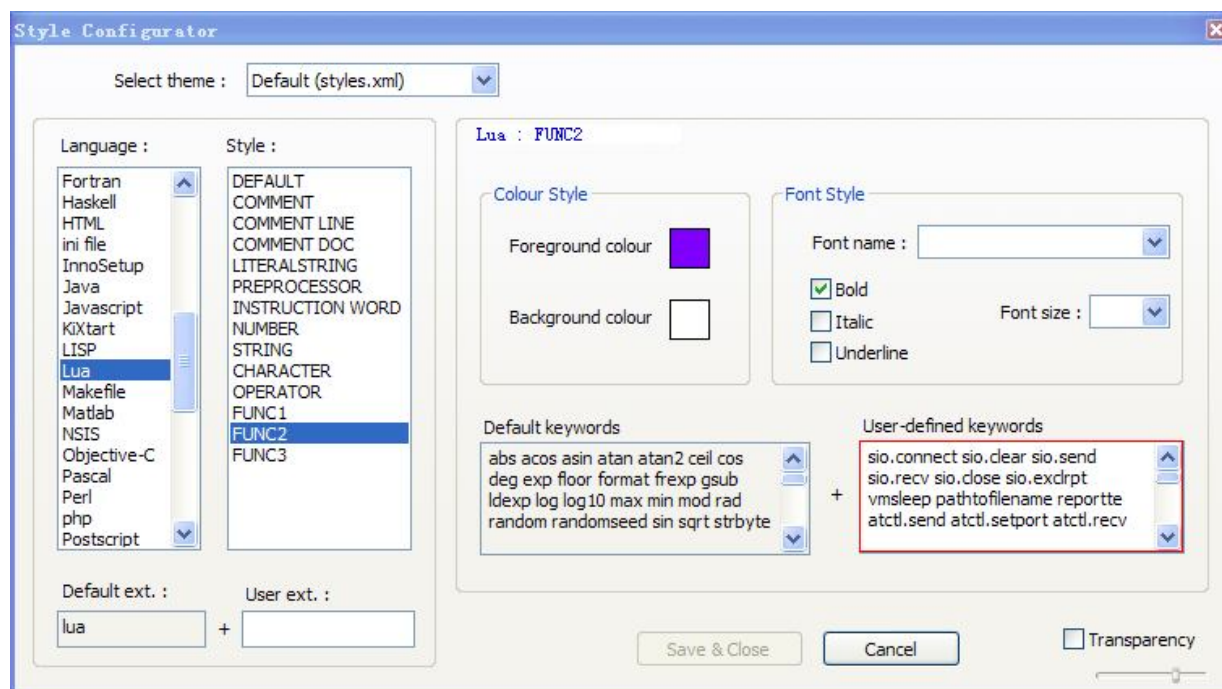 Style Configurator
Select theme : Default (styles.xml)
Language :
Fortran
Haskell
HTML
ini file
InnoSetup
Java
Javascript
KiXtart
LISP
Lua
Makefile
Matlab
NSIS
Objective-C
Pascal
Perl
php
Postscript
Style :
DEFAULT
COMMENT
COMMENT LINE
COMMENT DOC
LITERALSTRING
PREPROCESSOR
INSTRUCTION WORD
NUMBER
STRING
CHARACTER
OPERATOR
FUNC1
FUNC2
FUNC3
Default ext. :
lua
+
User ext. :
Lua : FUNC2
Colour Style
Foreground colour
Background colour
Font Style
Font name :
Bold
Italic
Underline
Font size :
Default keywords
abs acos asin atan atan2 ceil cos
deg exp floor format frexp gsub
ldexp log log10 max min mod rad
random randomseed sin sqrt strbyte
+
User-defined keywords
sio.connect sio.clear sio.send
sio.recv sio.close sio.exclrpt
vmsleep pathtofilename reportte
atctl.send atctl.setport atctl.recv
Save & Close
Cancel
Transparency